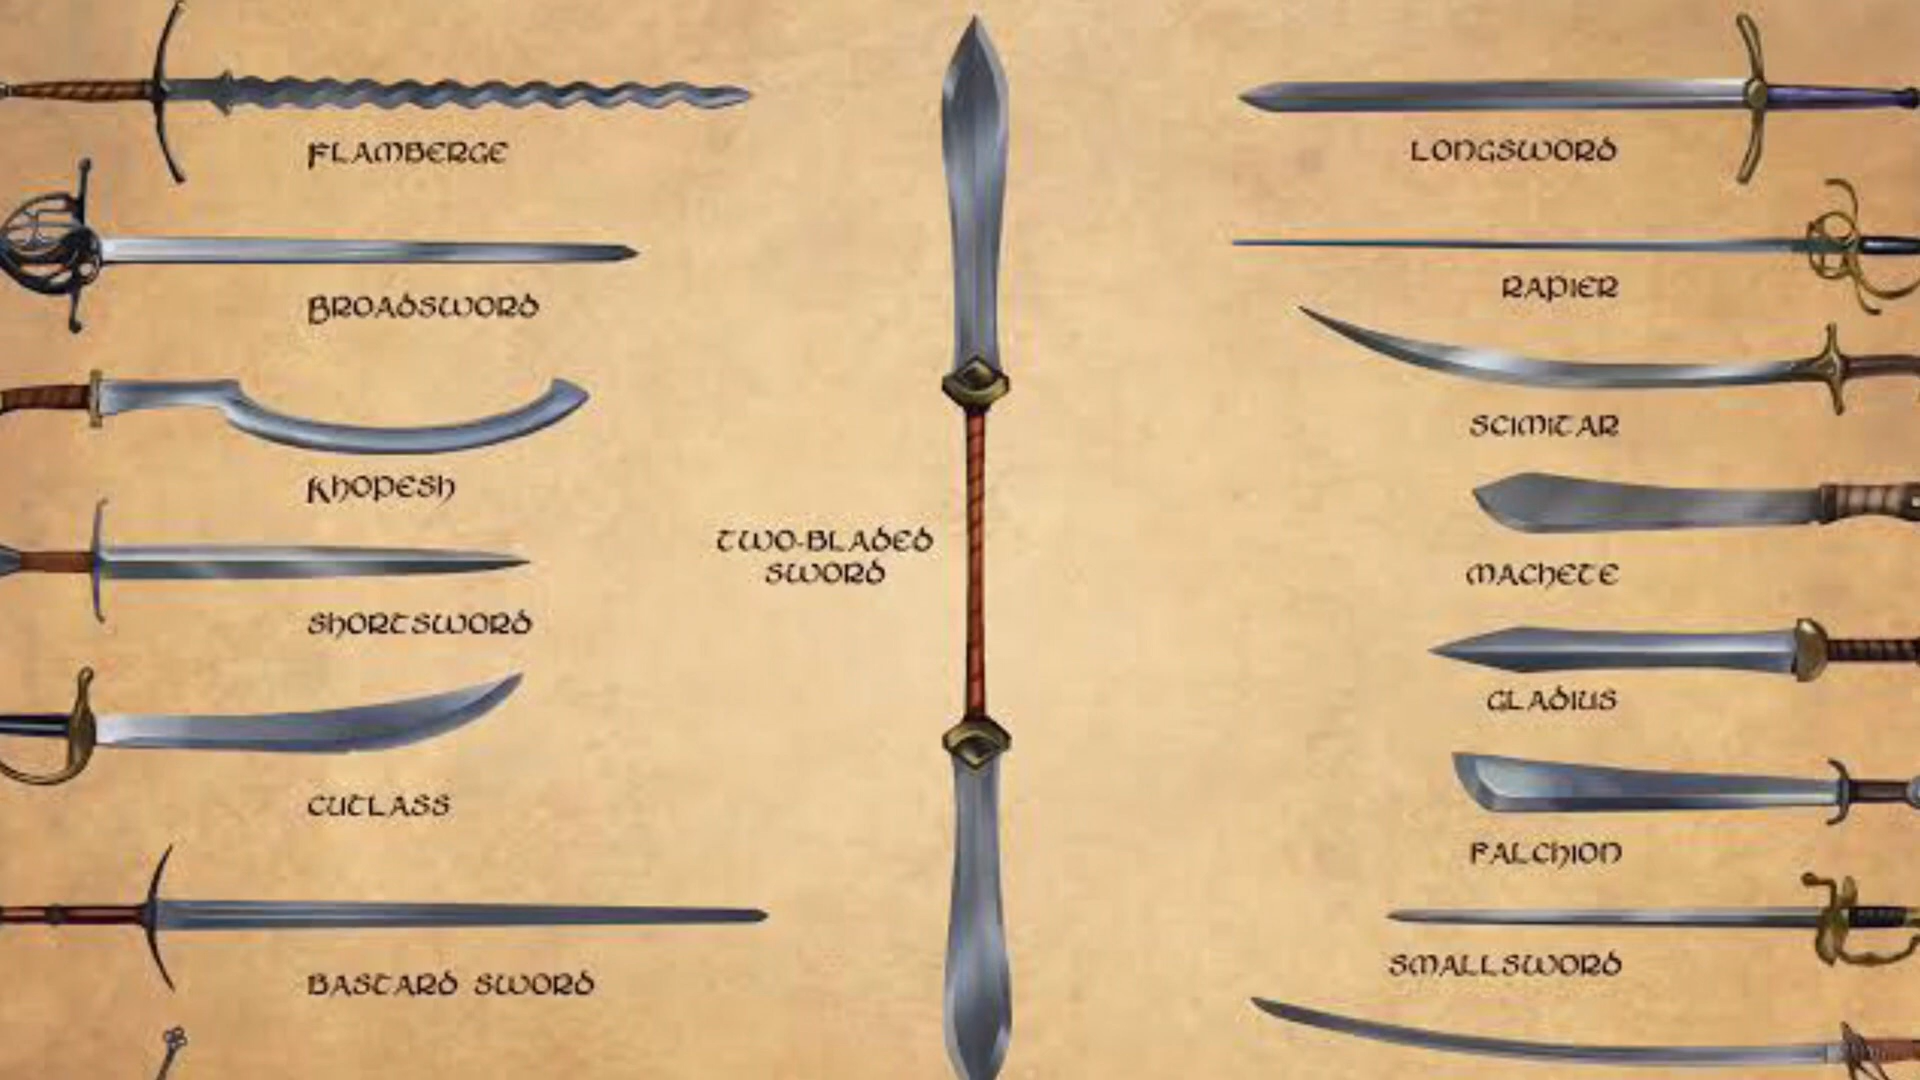 FLAMBERGE
BROADSWORD
KHOPESH
SHORTSWORD
CUTLASS
BASTARD SWORD
TWO-BLADED
SWORD
LONGSWORD
RAPIER
SCIMITAR
MACHETE
GLADIUS
FALCHION
SMALLSWORD